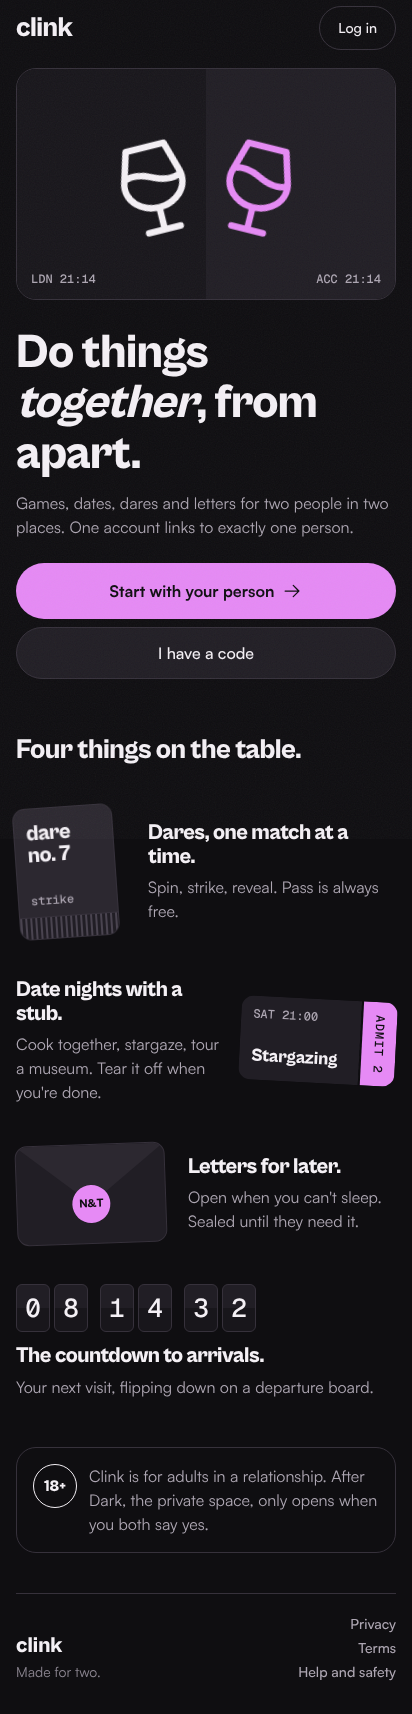 clink
Log in
LDN 21:14
ACC 21:14
Do things
together, from
apart.
Games, dates, dares and letters for two people in two
places. One account links to exactly one person.
Start with your person →
I have a code
Four things on the table.
dare
no. 7
strike
Dares, one match at a
time.
Spin, strike, reveal. Pass is always
free.
Date nights with a
stub.
Cook together, stargaze, tour
a museum. Tear it off when
you're done.
SAT 21:00
Stargazing
ADMIT 2
N&T
Letters for later.
Open when you can't sleep.
Sealed until they need it.
08 14 32
The countdown to arrivals.
Your next visit, flipping down on a departure board.
18+
Clink is for adults in a relationship. After
Dark, the private space, only opens when
you both say yes.
clink
Made for two.
Privacy
Terms
Help and safety